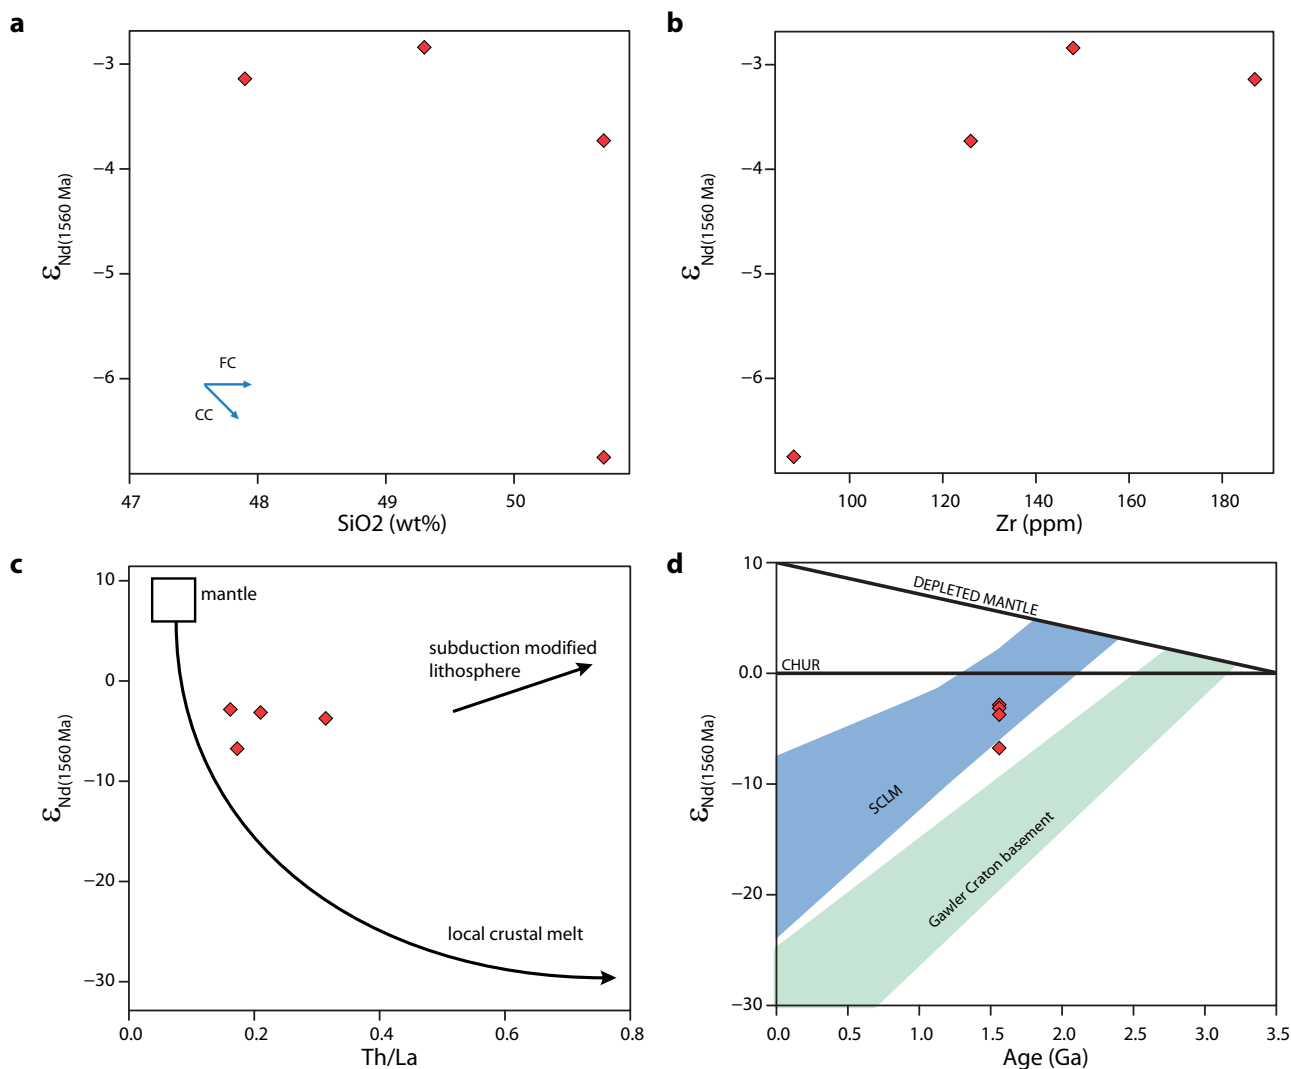 a
−3
−4
−5
−6
εNd(1560 Ma)
FC
CC
47
48
49
50
SiO2 (wt%)
b
−3
−4
−5
−6
εNd(1560 Ma)
100
120
140
160
180
Zr (ppm)
c
10
0
−10
−20
−30
εNd(1560 Ma)
mantle
subduction modified
lithosphere
local crustal melt
0.0
0.2
0.4
0.6
0.8
Th/La
d
10
0.0
−10
−20
−30
εNd(1560 Ma)
DEPLETED MANTLE
CHUR
SCLM
Gawler Craton basement
0.0
0.5
1.0
1.5
2.0
2.5
3.0
3.5
Age (Ga)